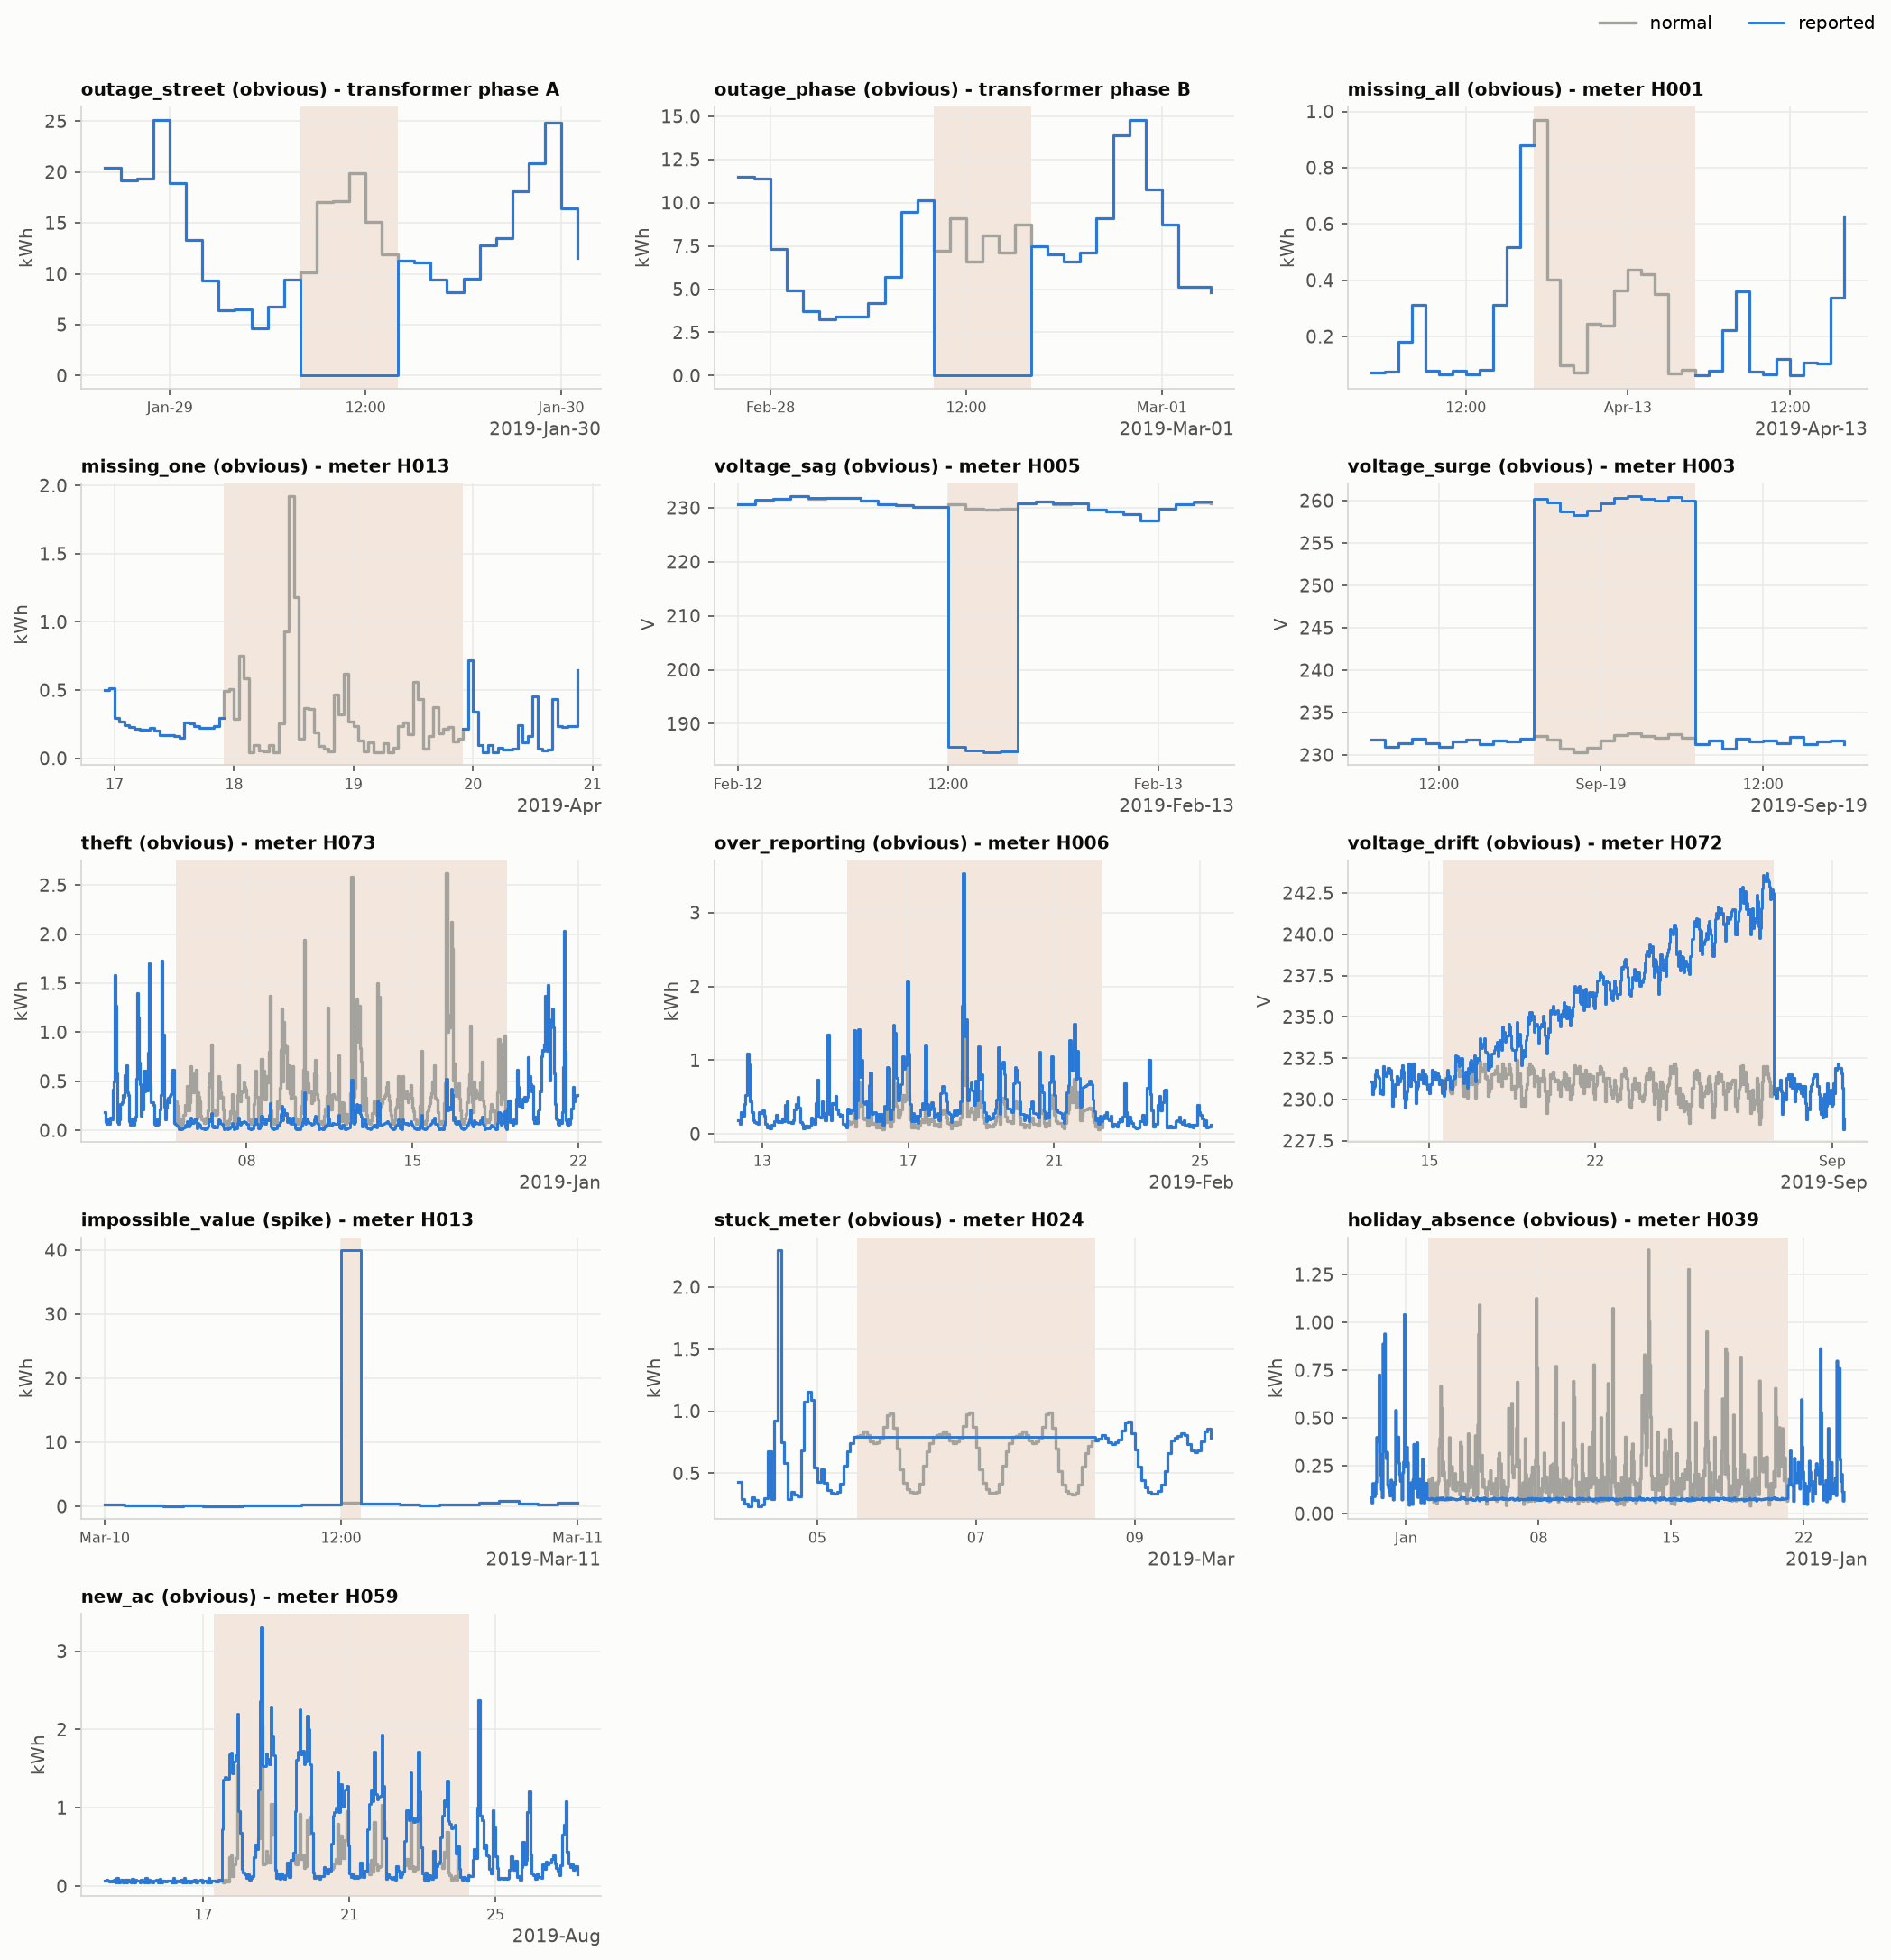 normal reported
outage_street (obvious) - transformer phase A
25
20
15
10
5
0
kWh
Jan-29 12:00 Jan-30
2019-Jan-30
outage_phase (obvious) - transformer phase B
15.0
12.5
10.0
7.5
5.0
2.5
0.0
kWh
Feb-28 12:00 Mar-01
2019-Mar-01
missing_all (obvious) - meter H001
1.0
0.8
0.6
0.4
0.2
kWh
12:00 Apr-13 12:00
2019-Apr-13
missing_one (obvious) - meter H013
2.0
1.5
1.0
0.5
0.0
kWh
17 18 19 20 21
2019-Apr
voltage_sag (obvious) - meter H005
230
220
210
200
190
V
Feb-12 12:00 Feb-13
2019-Feb-13
voltage_surge (obvious) - meter H003
260
255
250
245
240
235
230
V
12:00 Sep-19 12:00
2019-Sep-19
theft (obvious) - meter H073
2.5
2.0
1.5
1.0
0.5
0.0
kWh
08 15 22
2019-Jan
over_reporting (obvious) - meter H006
3
2
1
0
kWh
13 17 21 25
2019-Feb
voltage_drift (obvious) - meter H072
242.5
240.0
237.5
235.0
232.5
230.0
227.5
V
15 22 Sep
2019-Sep
impossible_value (spike) - meter H013
40
30
20
10
0
kWh
Mar-10 12:00 Mar-11
2019-Mar-11
stuck_meter (obvious) - meter H024
2.0
1.5
1.0
0.5
kWh
05 07 09
2019-Mar
holiday_absence (obvious) - meter H039
1.25
1.00
0.75
0.50
0.25
0.00
kWh
Jan 08 15 22
2019-Jan
new_ac (obvious) - meter H059
3
2
1
0
kWh
17 21 25
2019-Aug